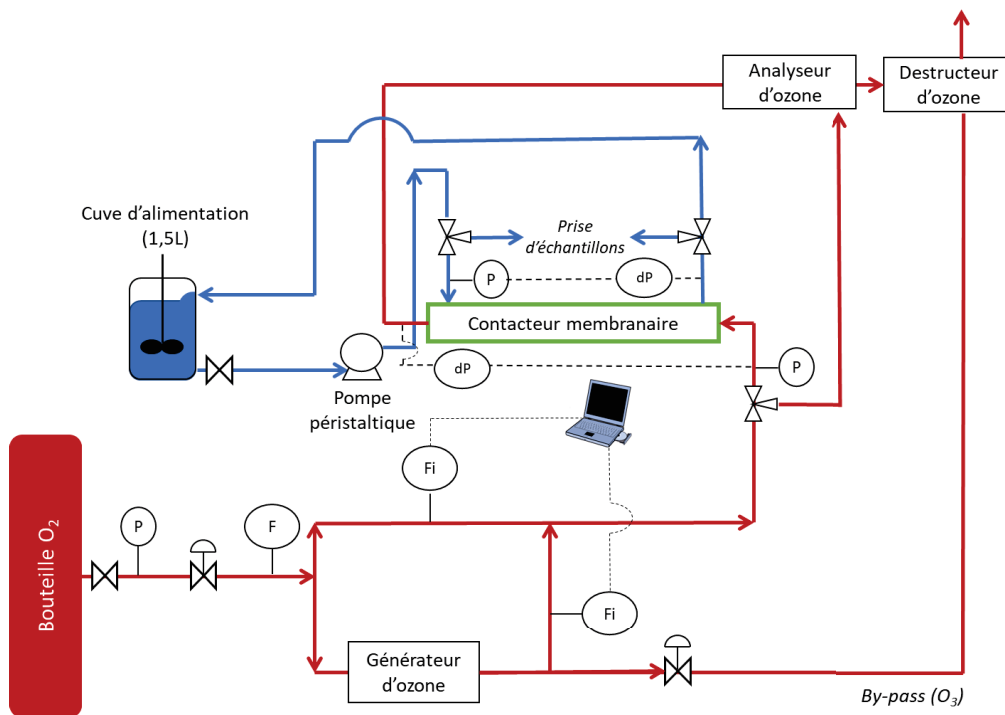 Analyseur
d'ozone
Destructeur
d'ozone
Cuve d'alimentation
(1,5L)
Prise
d'échantillons
P
dP
Contacteur membranaire
dP
P
Pompe
péristaltique
Fi
Bouteille O₂
P
F
Fi
Générateur
d'ozone
By-pass (O₃)